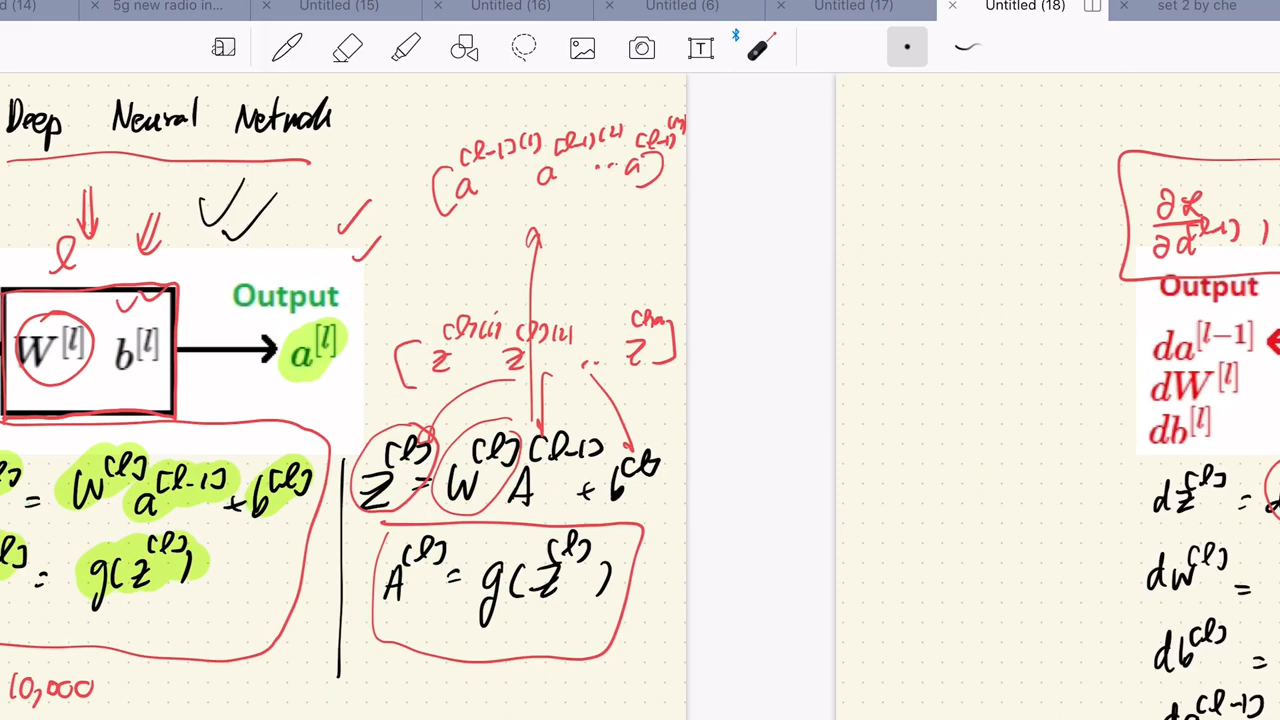 (14)
5g new radio in...
Untitled (15)
Untitled (16)
Untitled (6)
Untitled (17)
Untitled (18)
set 2 by che
T
Deep Neural Network
[a^[l-1](1) a^[l-1](2) ... a^[l-1](m)]
l
Output
W^[l] b^[l]
a^[l]
[z^[l](1) z^[l](2) .. z^[l](m)]
= W^[l] a^[l-1] + b^[l]
= g(z^[l])
Z^[l] = W^[l] A^[l-1] + b^[l]
A^[l] = g(Z^[l])
10,000
Output
da^[l-1]
dW^[l]
db^[l]
dz^[l] =
dW^[l] =
db^[l] =
da^[l-1]